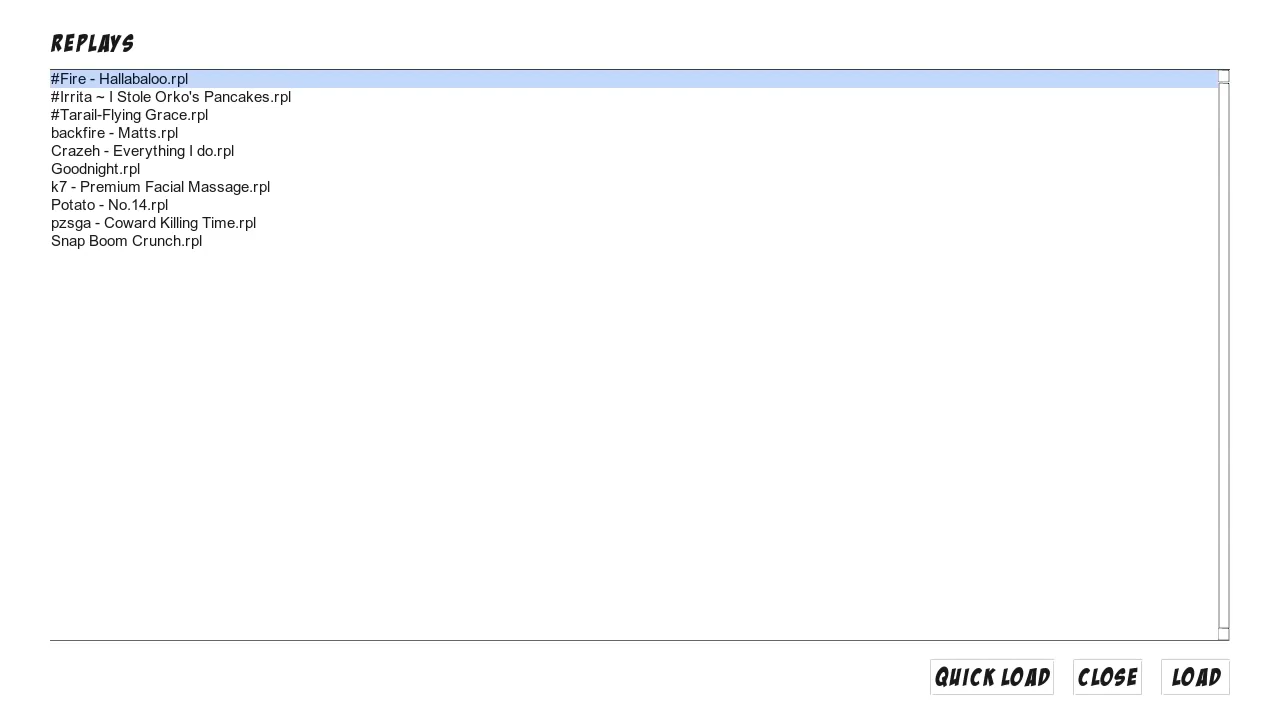 REPLAYS
#Fire - Hallabaloo.rpl
#Irrita ~ I Stole Orko's Pancakes.rpl
#Tarail-Flying Grace.rpl
backfire - Matts.rpl
Crazeh - Everything I do.rpl
Goodnight.rpl
k7 - Premium Facial Massage.rpl
Potato - No.14.rpl
pzsga - Coward Killing Time.rpl
Snap Boom Crunch.rpl
QUICK LOAD CLOSE LOAD